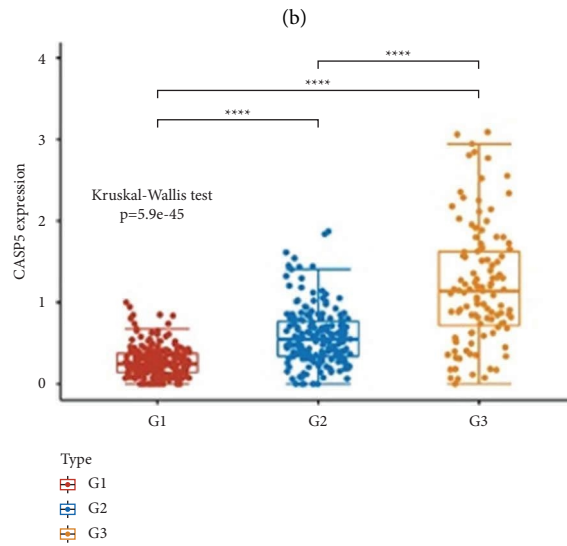 (b)
4
****
****
****
3
Kruskal-Wallis test
p=5.9e-45
2
CASP5 expression
1
0
G1 G2 G3
Type
G1
G2
G3